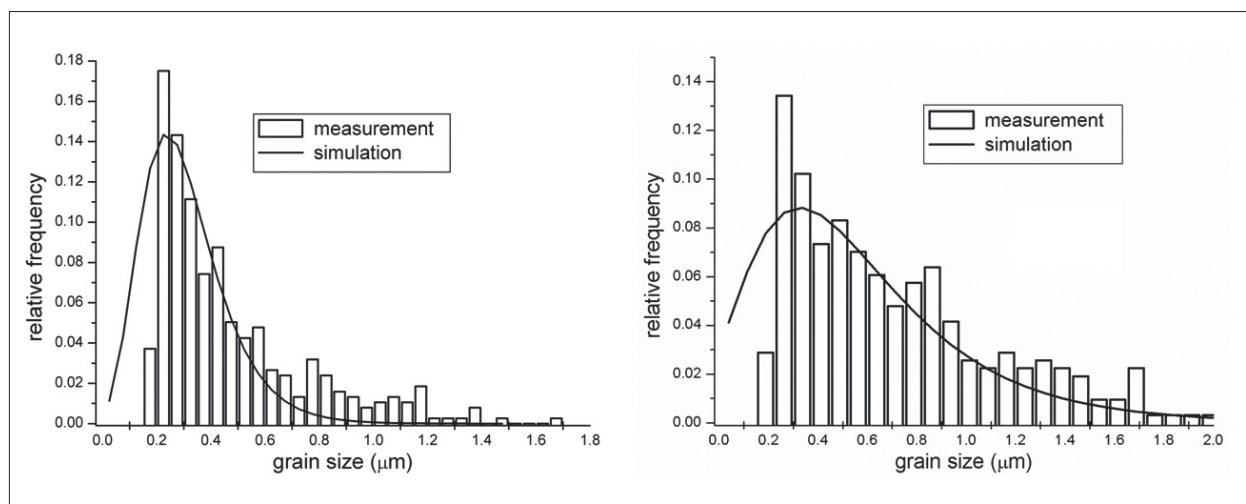 0.18
0.16
0.14
0.12
0.10
0.08
0.06
0.04
0.02
0.00
relative frequency
measurement
simulation
0.0 0.2 0.4 0.6 0.8 1.0 1.2 1.4 1.6 1.8
grain size (μm)
0.14
0.12
0.10
0.08
0.06
0.04
0.02
0.00
relative frequency
measurement
simulation
0.0 0.2 0.4 0.6 0.8 1.0 1.2 1.4 1.6 1.8 2.0
grain size (μm)